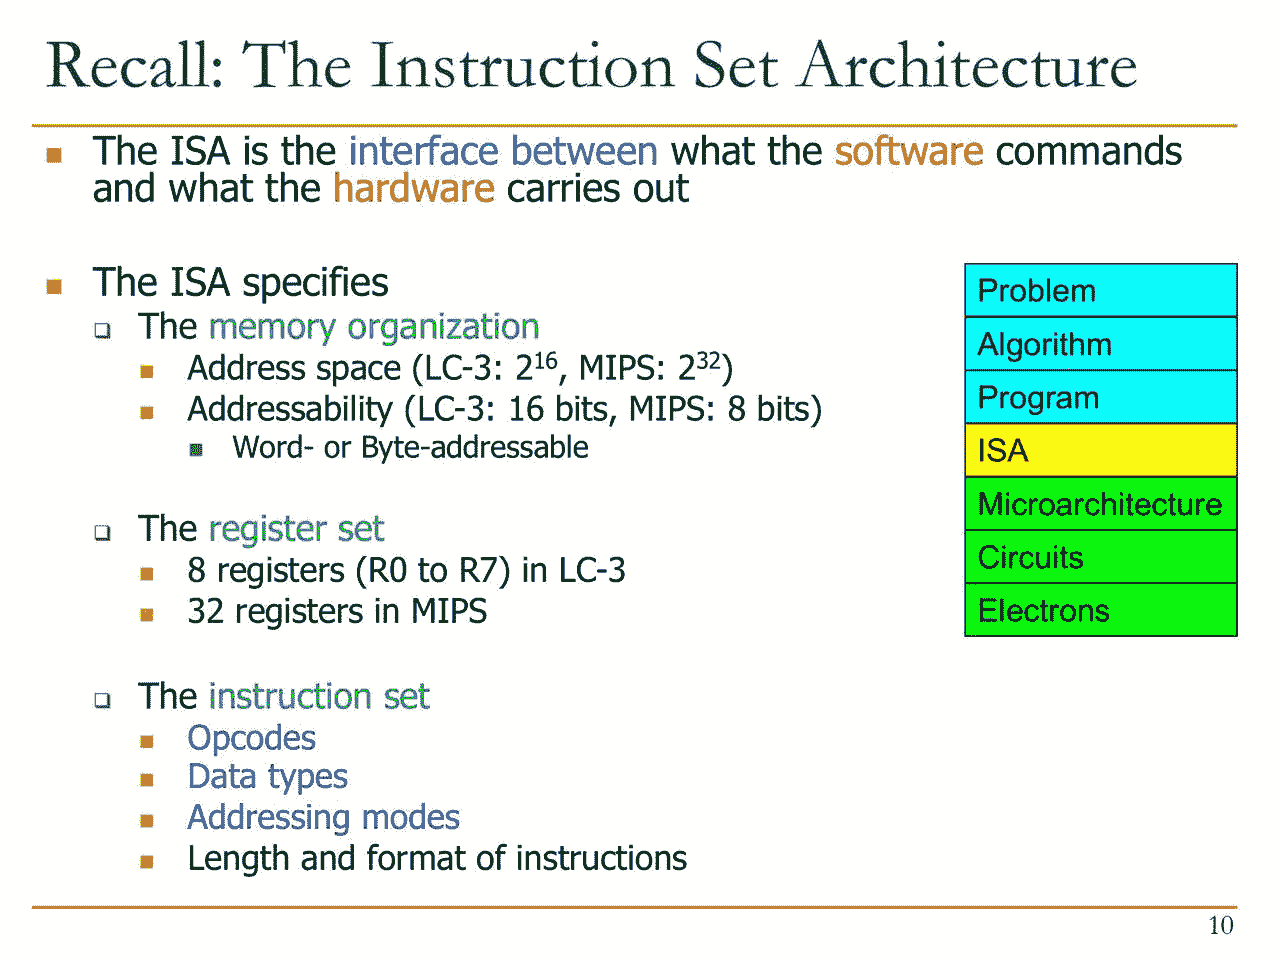 Recall: The Instruction Set Architecture
The ISA is the interface between what the software commands
and what the hardware carries out
The ISA specifies
The memory organization
Address space (LC-3: 2¹⁶, MIPS: 2³²)
Addressability (LC-3: 16 bits, MIPS: 8 bits)
Word- or Byte-addressable
The register set
8 registers (R0 to R7) in LC-3
32 registers in MIPS
The instruction set
Opcodes
Data types
Addressing modes
Length and format of instructions
Problem
Algorithm
Program
ISA
Microarchitecture
Circuits
Electrons
10